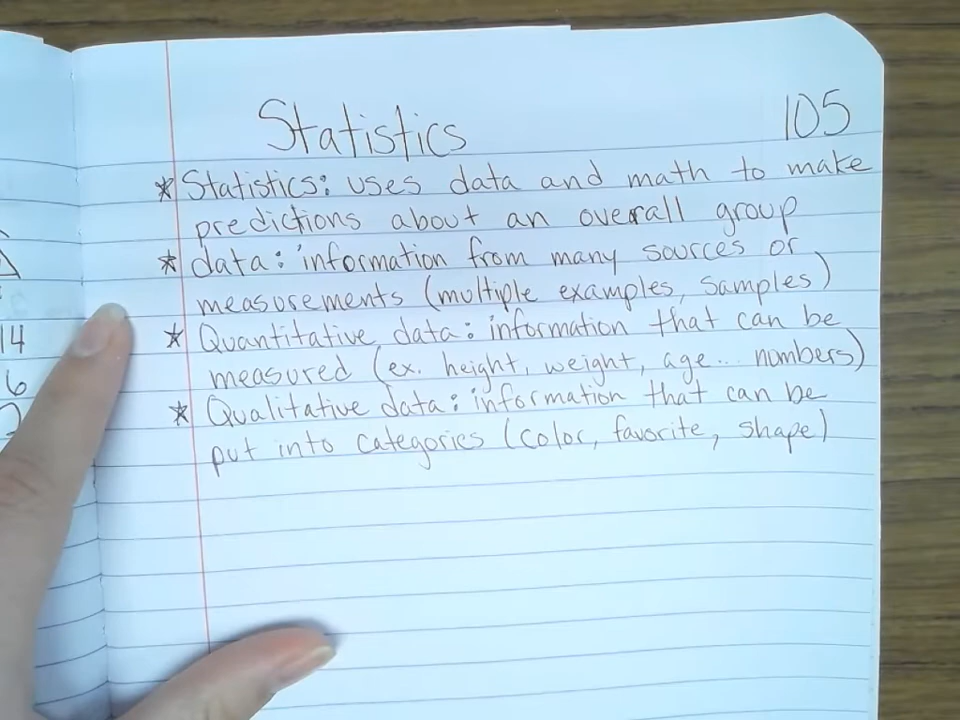 Statistics 105
* Statistics: uses data and math to make
predictions about an overall group
* data: information from many sources or
measurements (multiple examples, samples)
* Quantitative data: information that can be
measured (ex. height, weight, age... numbers)
* Qualitative data: information that can be
put into categories (color, favorite, shape)
14
6